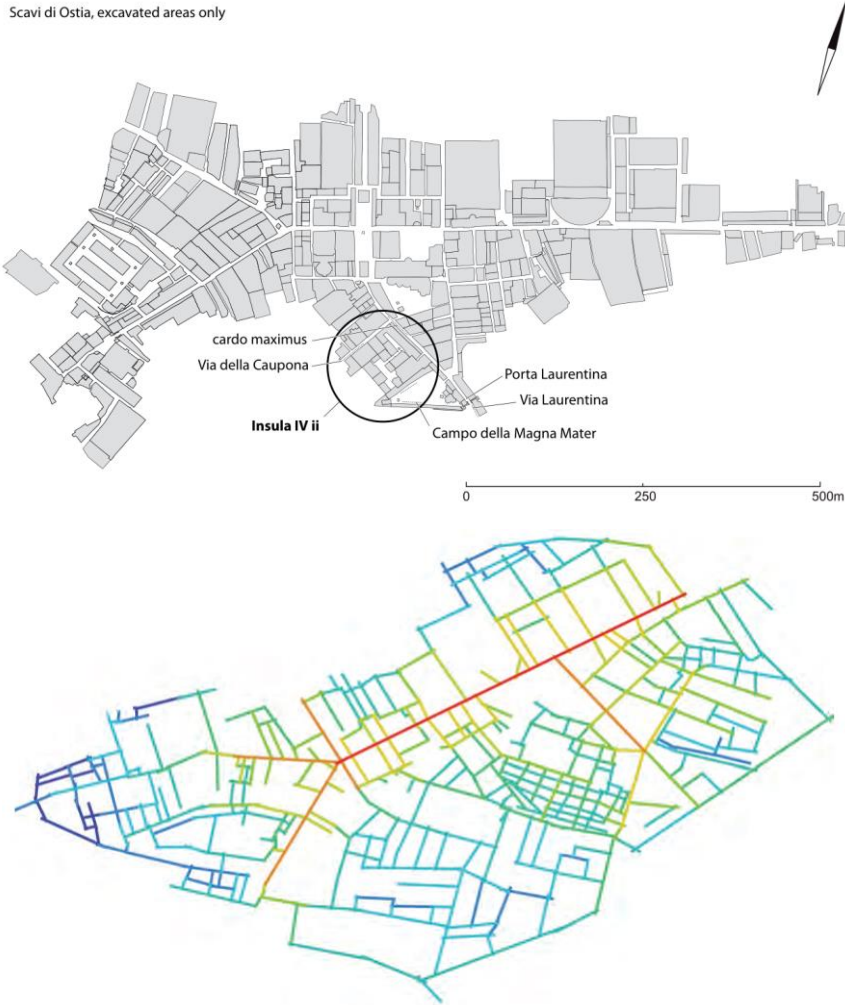 Scavi di Ostia, excavated areas only
cardo maximus
Via della Caupona
Porta Laurentina
Via Laurentina
Insula IV ii
Campo della Magna Mater
0 250 500m